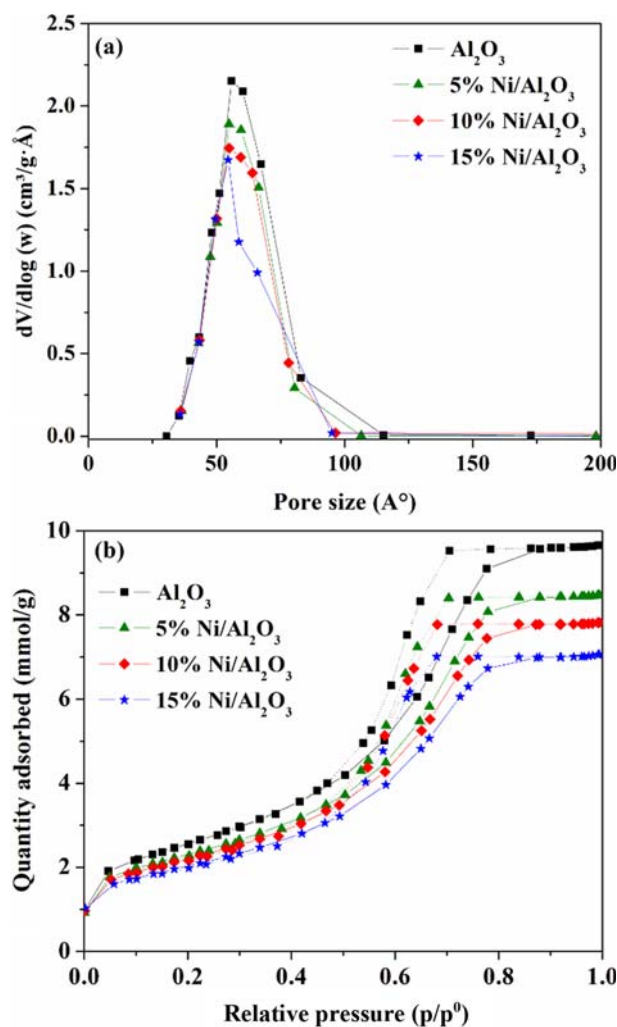 (a)
Al₂O₃
5% Ni/Al₂O₃
10% Ni/Al₂O₃
15% Ni/Al₂O₃
dV/dlog (w) (cm³/g·Å)
2.5
2.0
1.5
1.0
0.5
0.0
0 50 100 150 200
Pore size (A°)
(b)
Al₂O₃
5% Ni/Al₂O₃
10% Ni/Al₂O₃
15% Ni/Al₂O₃
Quantity adsorbed (mmol/g)
10
8
6
4
2
0
0.0 0.2 0.4 0.6 0.8 1.0
Relative pressure (p/p⁰)